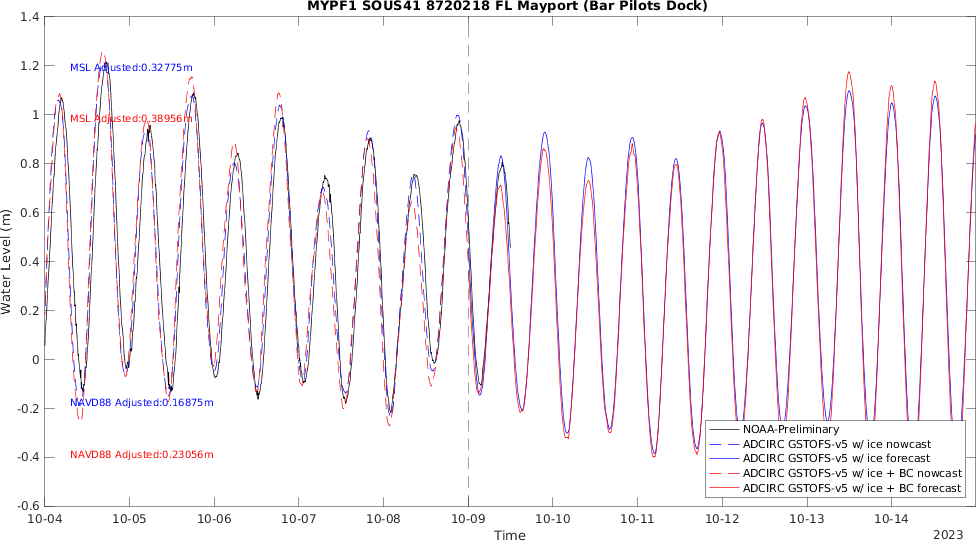 MYPF1 SOUS41 8720218 FL Mayport (Bar Pilots Dock)
1.4
1.2
1
0.8
0.6
0.4
0.2
0
-0.2
-0.4
-0.6
Water Level (m)
MSL Adjusted:0.32775m
MSL Adjusted:0.38956m
NAVD88 Adjusted:0.16875m
NAVD88 Adjusted:0.23056m
NOAA-Preliminary
ADCIRC GSTOFS-v5 w/ ice nowcast
ADCIRC GSTOFS-v5 w/ ice forecast
ADCIRC GSTOFS-v5 w/ ice + BC nowcast
ADCIRC GSTOFS-v5 w/ ice + BC forecast
10-04 10-05 10-06 10-07 10-08 10-09 10-10 10-11 10-12 10-13 10-14
Time
2023